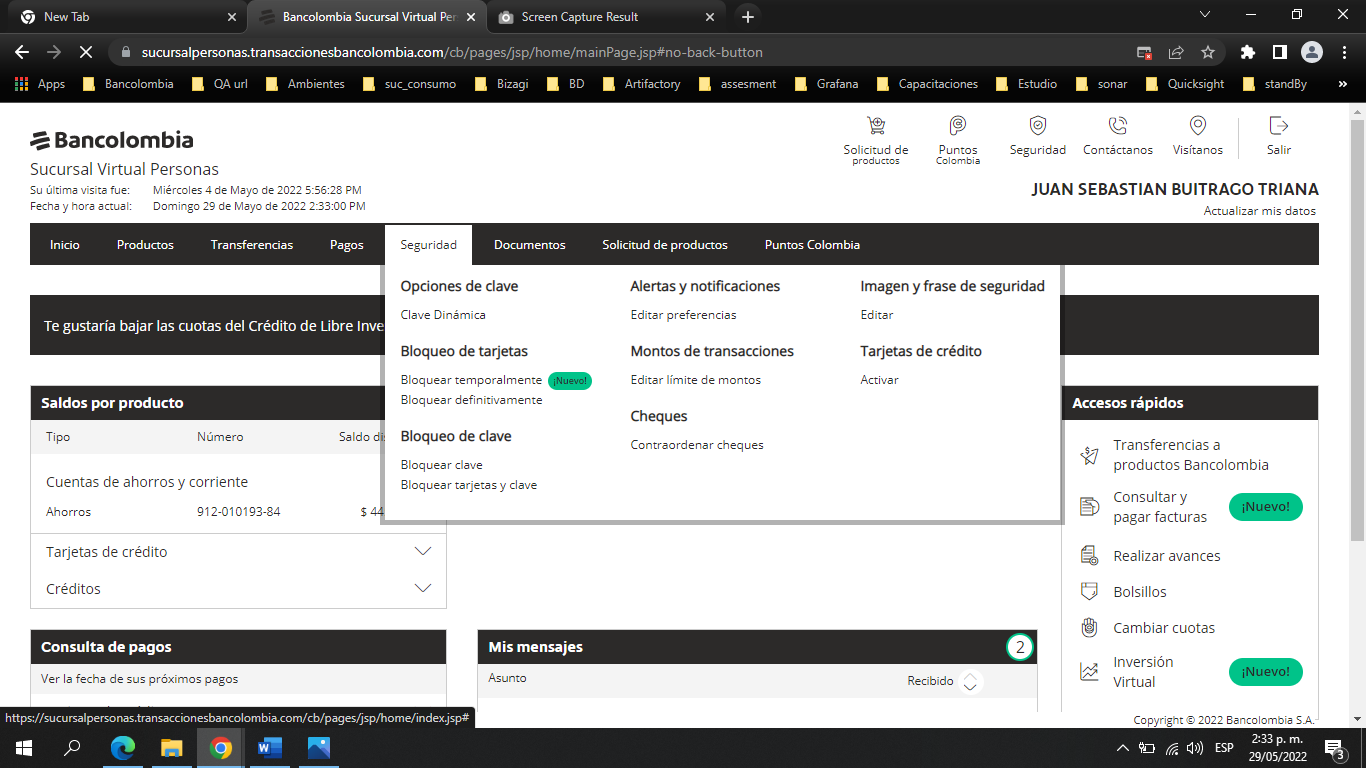 New Tab
Bancolombia Sucursal Virtual Per
Screen Capture Result
sucursalpersonas.transaccionesbancolombia.com/cb/pages/jsp/home/mainPage.jsp#no-back-button
Apps Bancolombia QA url Ambientes suc_consumo Bizagi BD Artifactory assesment Grafana Capacitaciones Estudio sonar Quicksight standBy »
Bancolombia
Sucursal Virtual Personas
Su última visita fue: Miércoles 4 de Mayo de 2022 5:56:28 PM
Fecha y hora actual: Domingo 29 de Mayo de 2022 2:33:00 PM
Solicitud de
productos
Puntos
Colombia
Seguridad
Contáctanos
Visítanos
Salir
JUAN SEBASTIAN BUITRAGO TRIANA
Actualizar mis datos
Inicio Productos Transferencias Pagos Seguridad Documentos Solicitud de productos Puntos Colombia
Opciones de clave
Clave Dinámica
Bloqueo de tarjetas
Bloquear temporalmente ¡Nuevo!
Bloquear definitivamente
Bloqueo de clave
Bloquear clave
Bloquear tarjetas y clave
Alertas y notificaciones
Editar preferencias
Montos de transacciones
Editar límite de montos
Cheques
Contraordenar cheques
Imagen y frase de seguridad
Editar
Tarjetas de crédito
Activar
Te gustaría bajar las cuotas del Crédito de Libre Inve
Saldos por producto
Tipo Número Saldo dis
Cuentas de ahorros y corriente
Ahorros 912-010193-84 $ 44
Tarjetas de crédito
Créditos
Consulta de pagos
Ver la fecha de sus próximos pagos
Mis mensajes 2
Asunto Recibido
Accesos rápidos
Transferencias a
productos Bancolombia
Consultar y
pagar facturas ¡Nuevo!
Realizar avances
Bolsillos
Cambiar cuotas
Inversión
Virtual ¡Nuevo!
Copyright © 2022 Bancolombia S.A.
https://sucursalpersonas.transaccionesbancolombia.com/cb/pages/jsp/home/index.jsp#
ESP
2:33 p. m.
29/05/2022
3